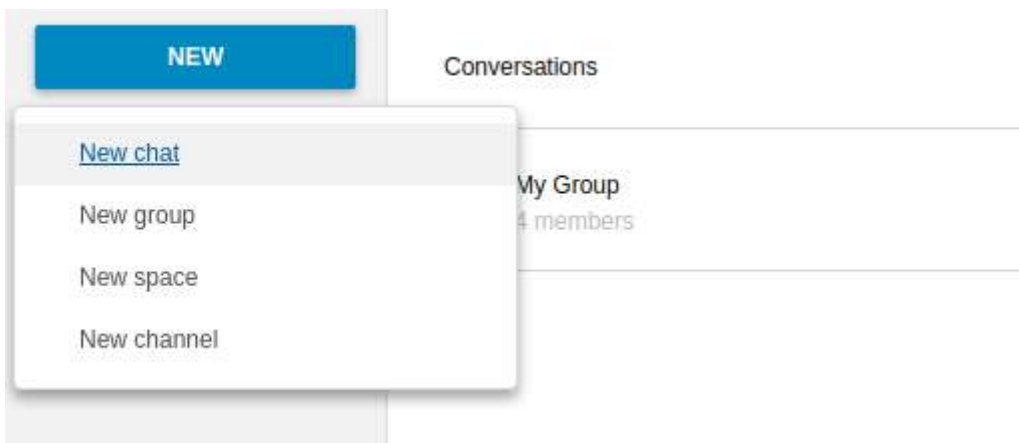 NEW
Conversations
New chat
New group
New space
New channel
My Group
4 members